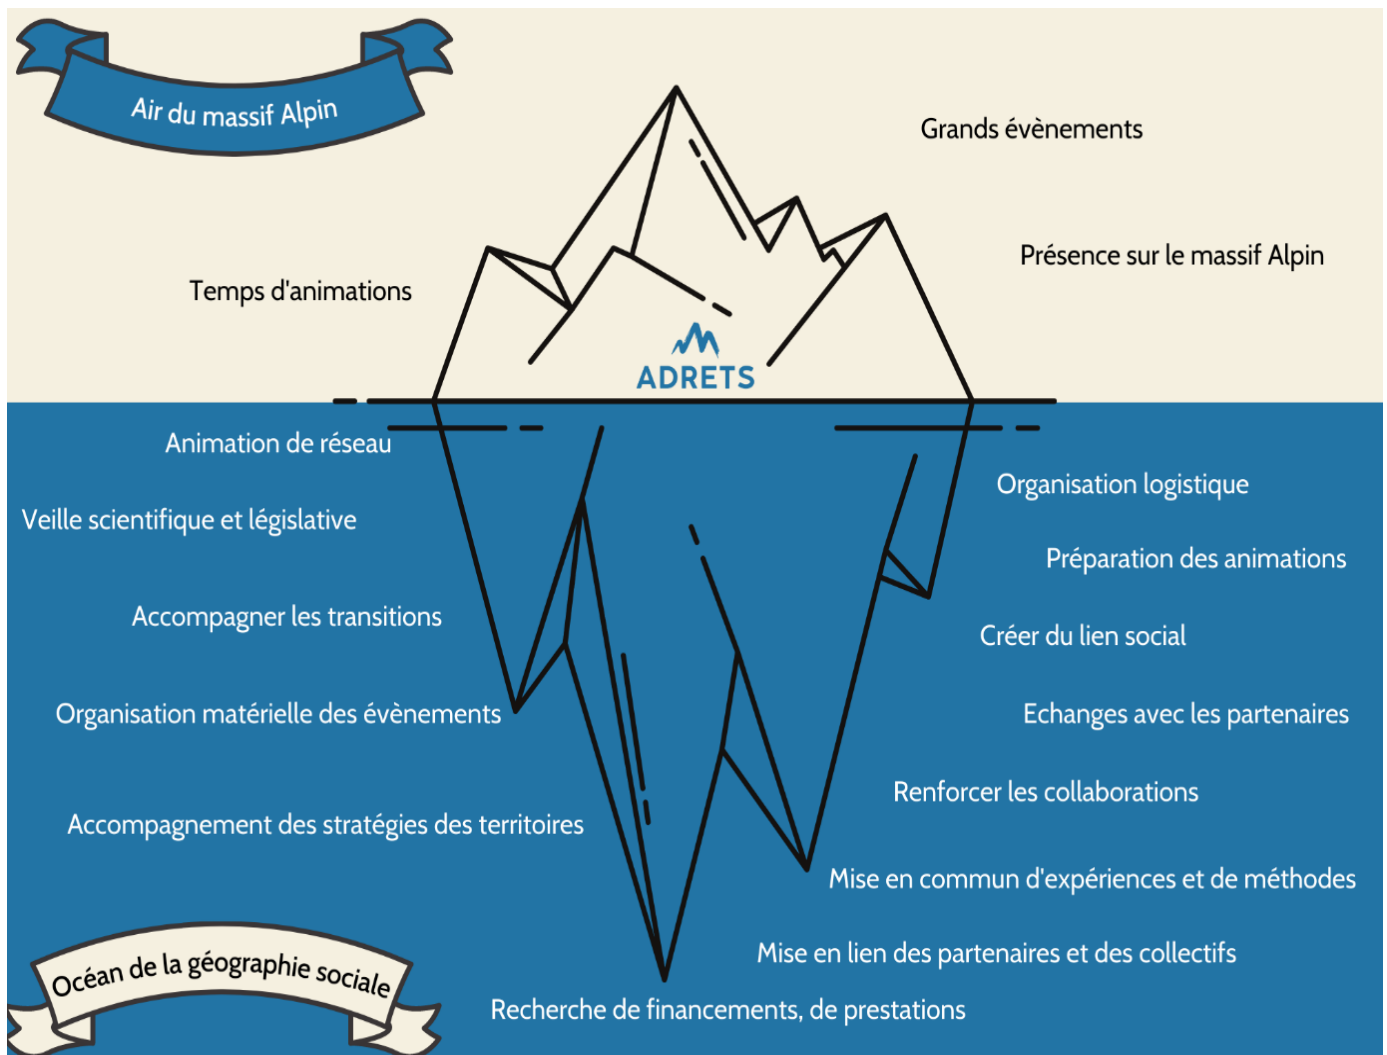 Air du massif Alpin
Grands évènements
Présence sur le massif Alpin
Temps d'animations
ADRETS
Animation de réseau
Organisation logistique
Veille scientifique et législative
Préparation des animations
Accompagner les transitions
Créer du lien social
Organisation matérielle des évènements
Echanges avec les partenaires
Renforcer les collaborations
Accompagnement des stratégies des territoires
Mise en commun d'expériences et de méthodes
Mise en lien des partenaires et des collectifs
Océan de la géographie sociale
Recherche de financements, de prestations